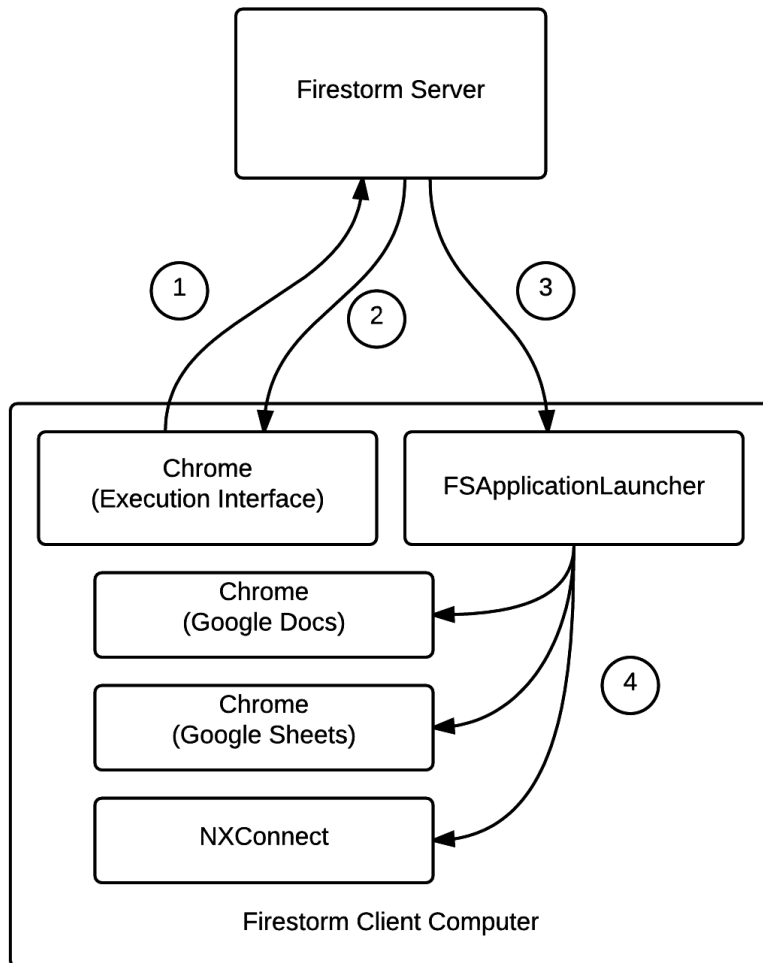 Firestorm Server
1
2
3
Chrome
(Execution Interface)
FSApplicationLauncher
Chrome
(Google Docs)
Chrome
(Google Sheets)
4
NXConnect
Firestorm Client Computer